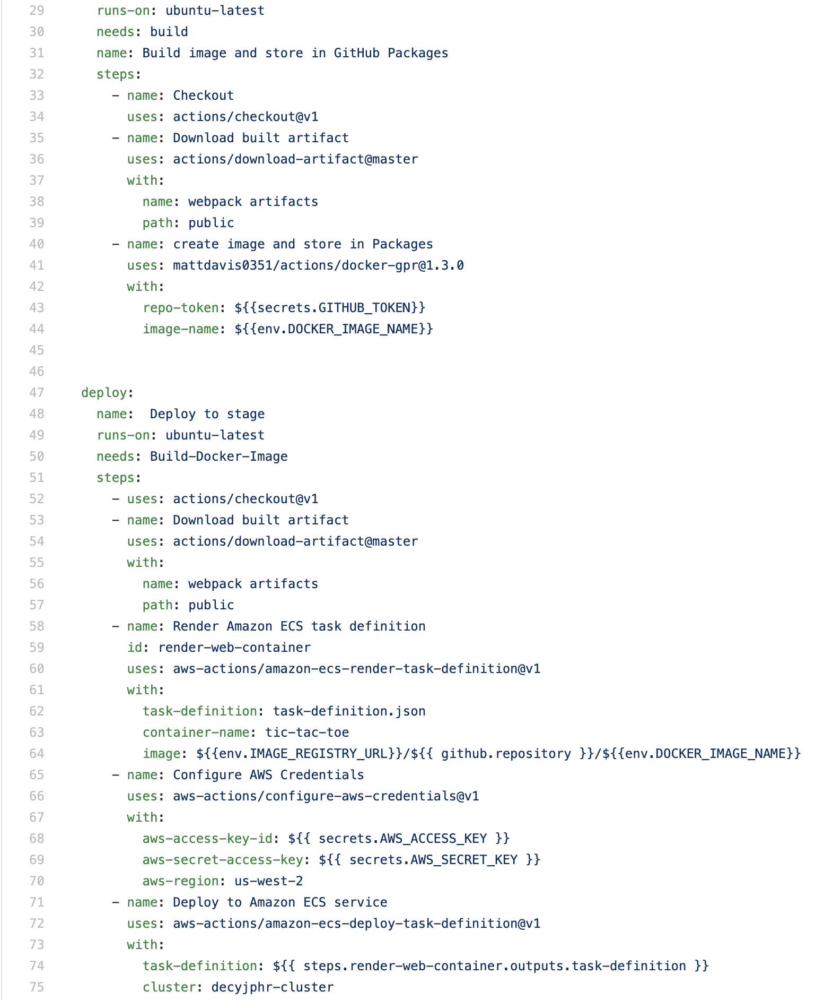 29 runs-on: ubuntu-latest
30 needs: build
31 name: Build image and store in GitHub Packages
32 steps:
33 - name: Checkout
34 uses: actions/checkout@v1
35 - name: Download built artifact
36 uses: actions/download-artifact@master
37 with:
38 name: webpack artifacts
39 path: public
40 - name: create image and store in Packages
41 uses: mattdavis0351/actions/docker-gpr@1.3.0
42 with:
43 repo-token: ${{secrets.GITHUB_TOKEN}}
44 image-name: ${{env.DOCKER_IMAGE_NAME}}
45
46
47 deploy:
48 name:  Deploy to stage
49 runs-on: ubuntu-latest
50 needs: Build-Docker-Image
51 steps:
52 - uses: actions/checkout@v1
53 - name: Download built artifact
54 uses: actions/download-artifact@master
55 with:
56 name: webpack artifacts
57 path: public
58 - name: Render Amazon ECS task definition
59 id: render-web-container
60 uses: aws-actions/amazon-ecs-render-task-definition@v1
61 with:
62 task-definition: task-definition.json
63 container-name: tic-tac-toe
64 image: ${{env.IMAGE_REGISTRY_URL}}/${{ github.repository }}/${{env.DOCKER_IMAGE_NAME}}
65 - name: Configure AWS Credentials
66 uses: aws-actions/configure-aws-credentials@v1
67 with:
68 aws-access-key-id: ${{ secrets.AWS_ACCESS_KEY }}
69 aws-secret-access-key: ${{ secrets.AWS_SECRET_KEY }}
70 aws-region: us-west-2
71 - name: Deploy to Amazon ECS service
72 uses: aws-actions/amazon-ecs-deploy-task-definition@v1
73 with:
74 task-definition: ${{ steps.render-web-container.outputs.task-definition }}
75 cluster: decyjphr-cluster